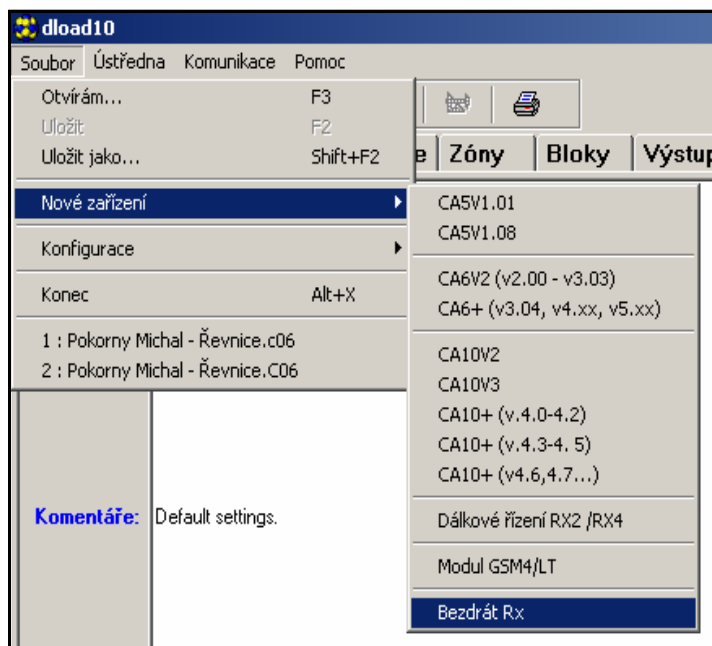 dload10
Soubor Ústředna Komunikace Pomoc
Otvírám... F3
Uložit F2
Uložit jako... Shift+F2
Nové zařízení
Konfigurace
Konec Alt+X
1 : Pokorny Michal - Řevnice.c06
2 : Pokorny Michal - Řevnice.C06
e Zóny Bloky Výstup
CA5V1.01
CA5V1.08
CA6V2 (v2.00 - v3.03)
CA6+ (v3.04, v4.xx, v5.xx)
CA10V2
CA10V3
CA10+ (v.4.0-4.2)
CA10+ (v.4.3-4. 5)
CA10+ (v4.6,4.7...)
Dálkové řízení RX2 /RX4
Modul GSM4/LT
Bezdrát Rx
Komentáře: Default settings.